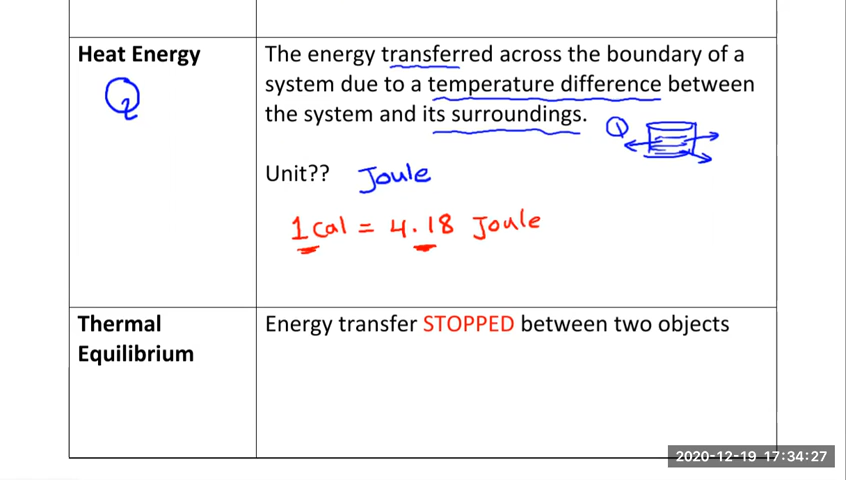 Heat Energy
Q
The energy transferred across the boundary of a
system due to a temperature difference between
the system and its surroundings.
Q
Unit?? Joule
1 Cal = 4.18 Joule
Thermal
Equilibrium
Energy transfer STOPPED between two objects
2020-12-19 17:34:27